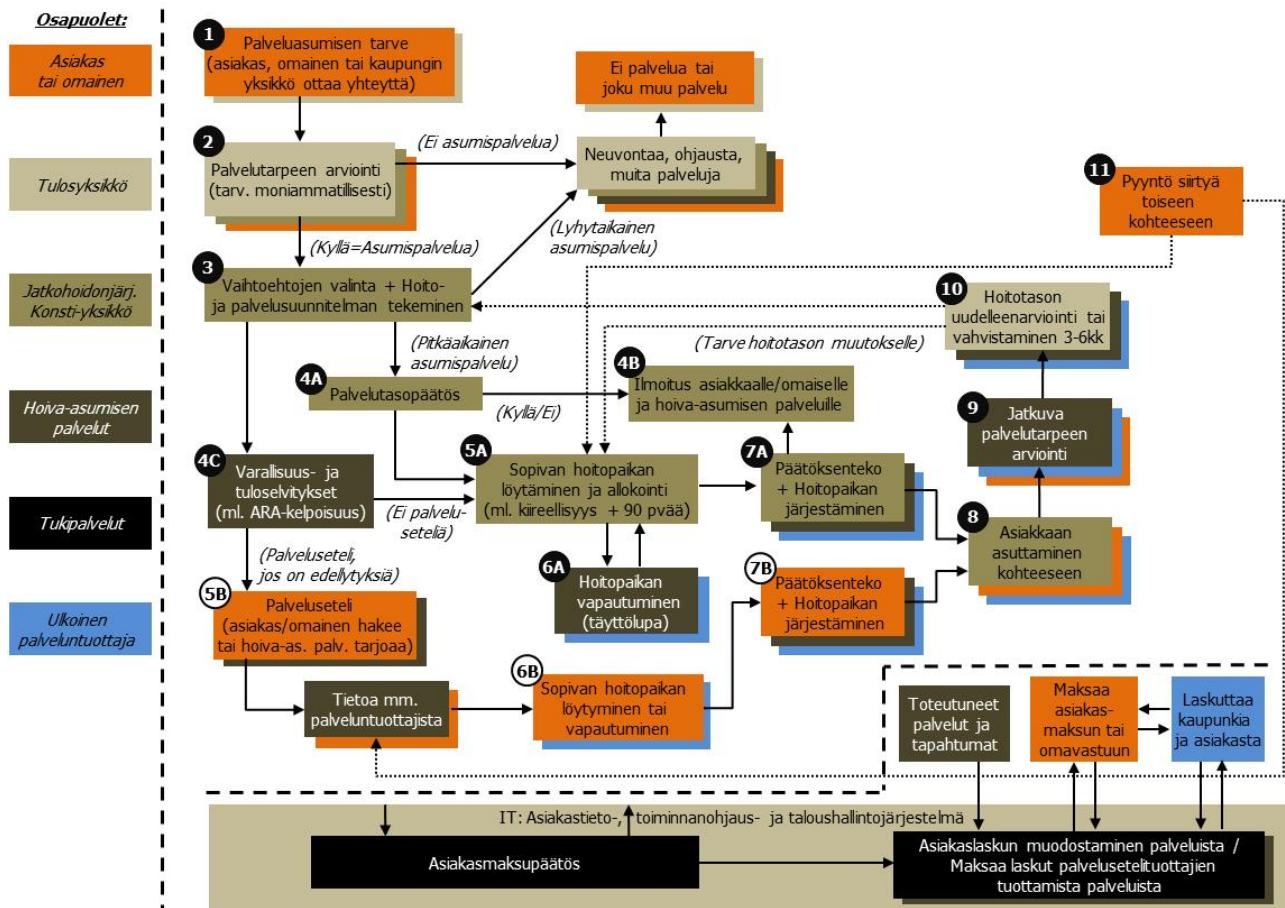 Osapuolet:
Asiakas
tai omainen
Tulosyksikkö
Jatkohoidonjärj.
Konsti-yksikkö
Hoiva-asumisen
palvelut
Tukipalvelut
Ulkoinen
palveluntuottaja
1
Palveluasumisen tarve
(asiakas, omainen tai kaupungin
yksikkö ottaa yhteyttä)
Ei palvelua tai
joku muu palvelu
2
Palvelutarpeen arviointi
(tarv. moniammatillisesti)
(Ei asumispalvelua)
Neuvontaa, ohjausta,
muita palveluja
11
Pyyntö siirtyä
toiseen
kohteeseen
(Kyllä=Asumispalvelua)
(Lyhytaikainen
asumispalvelu)
3
Vaihtoehtojen valinta + Hoito-
ja palvelusuunnitelman tekeminen
10
Hoitotason
uudelleenarviointi tai
vahvistaminen 3-6kk
(Pitkäaikainen
asumispalvelu)
(Tarve hoitotason muutokselle)
4A
Palvelutasopäätös
(Kyllä/Ei)
4B
Ilmoitus asiakkaalle/omaiselle
ja hoiva-asumisen palveluille
9
Jatkuva
palvelutarpeen
arviointi
4C
Varallisuus- ja
tuloselvitykset
(ml. ARA-kelpoisuus)
(Ei palvelu-
seteliä)
5A
Sopivan hoitopaikan
löytäminen ja allokointi
(ml. kiireellisyys + 90 pvää)
7A
Päätöksenteko
+ Hoitopaikan
järjestäminen
8
Asiakkaan
asuttaminen
kohteeseen
(Palveluseteli,
jos on edellytyksiä)
6A
Hoitopaikan
vapautuminen
(täyttölupa)
7B
Päätöksenteko
+ Hoitopaikan
järjestäminen
5B
Palveluseteli
(asiakas/omainen hakee
tai hoiva-as. palv. tarjoaa)
Tietoa mm.
palveluntuottajista
6B
Sopivan hoitopaikan
löytyminen tai
vapautuminen
Toteutuneet
palvelut ja
tapahtumat
Maksaa
asiakas-
maksun tai
omavastuun
Laskuttaa
kaupunkia
ja asiakasta
IT: Asiakastieto-, toiminnanohjaus- ja taloushallintojärjestelmä
Asiakasmaksupäätös
Asiakaslaskun muodostaminen palveluista /
Maksaa laskut palvelusetelituottajien
tuottamista palveluista